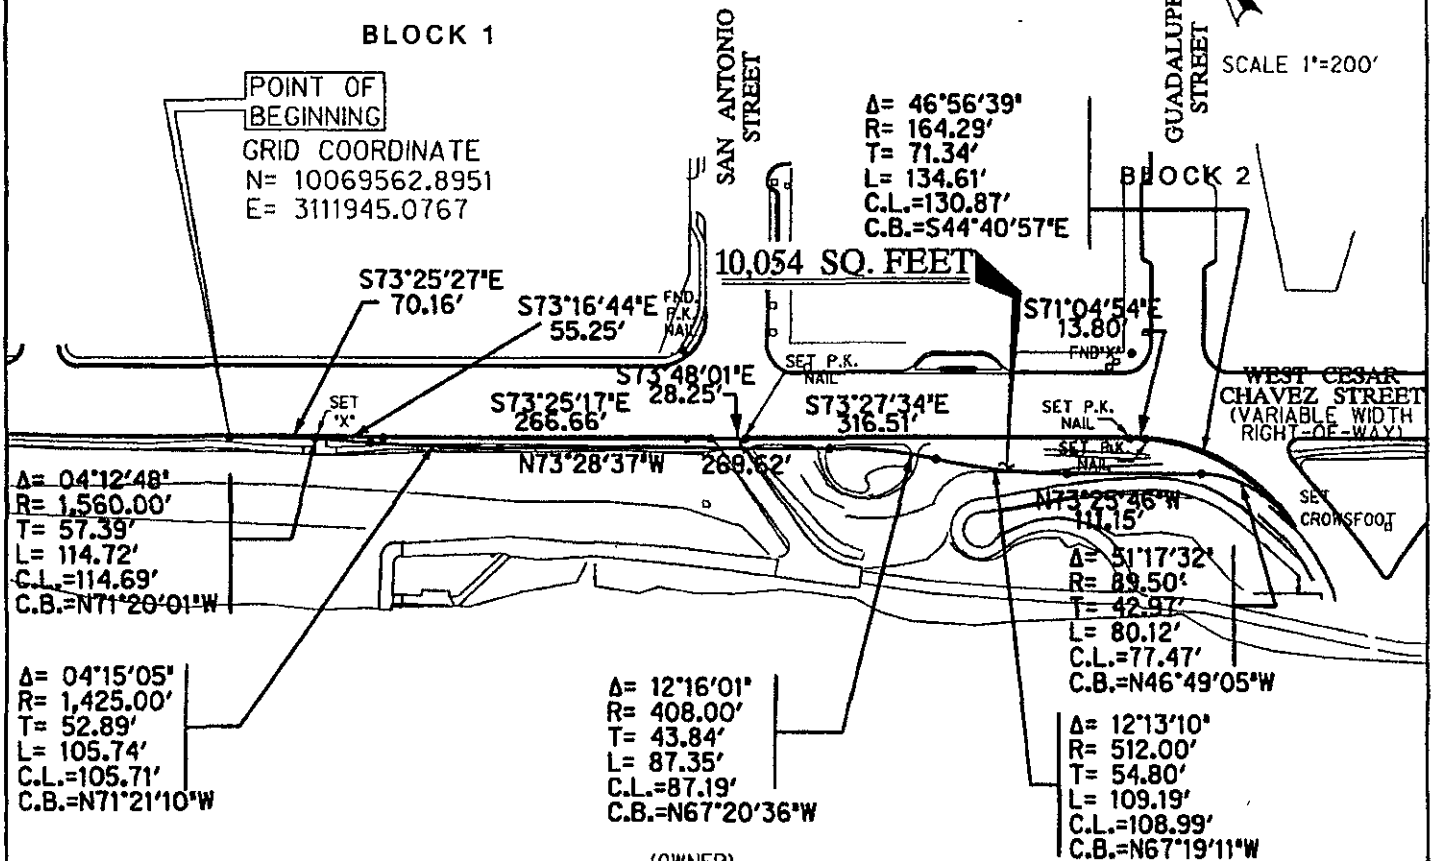 BLOCK 1
SAN ANTONIO
STREET
GUADALUPE
STREET
SCALE 1"=200'
POINT OF
BEGINNING
GRID COORDINATE
N= 10069562.8951
E= 3111945.0767
Δ= 46°56'39"
R= 164.29'
T= 71.34'
L= 134.61'
C.L.=130.87'
C.B.=S44°40'57"E
BLOCK 2
10,054 SQ. FEET
S73°25'27"E
70.16'
S73°16'44"E
55.25'
FND.
P.K.
NAIL
S71°04'54"E
13.80'
FND"X"
SET P.K.
NAIL
S73°48'01"E
28.25'
WEST CESAR
CHAVEZ STREET
(VARIABLE WIDTH
RIGHT-OF-WAY)
SET
"X"
S73°25'17"E
266.66'
S73°27'34"E
316.51'
SET P.K.
NAIL
SET P.K.
NAIL
N73°28'37"W 269.62'
N73°25'46"W
111.15'
SET
CROWSFOOT
Δ= 04°12'48"
R= 1,560.00'
T= 57.39'
L= 114.72'
C.L.=114.69'
C.B.=N71°20'01"W
Δ= 51°17'32"
R= 89.50'
T= 42.97'
L= 80.12'
C.L.=77.47'
C.B.=N46°49'05"W
Δ= 04°15'05"
R= 1,425.00'
T= 52.89'
L= 105.74'
C.L.=105.71'
C.B.=N71°21'10"W
Δ= 12°16'01"
R= 408.00'
T= 43.84'
L= 87.35'
C.L.=87.19'
C.B.=N67°20'36"W
Δ= 12°13'10"
R= 512.00'
T= 54.80'
L= 109.19'
C.L.=108.99'
C.B.=N67°19'11"W
(OWNER)